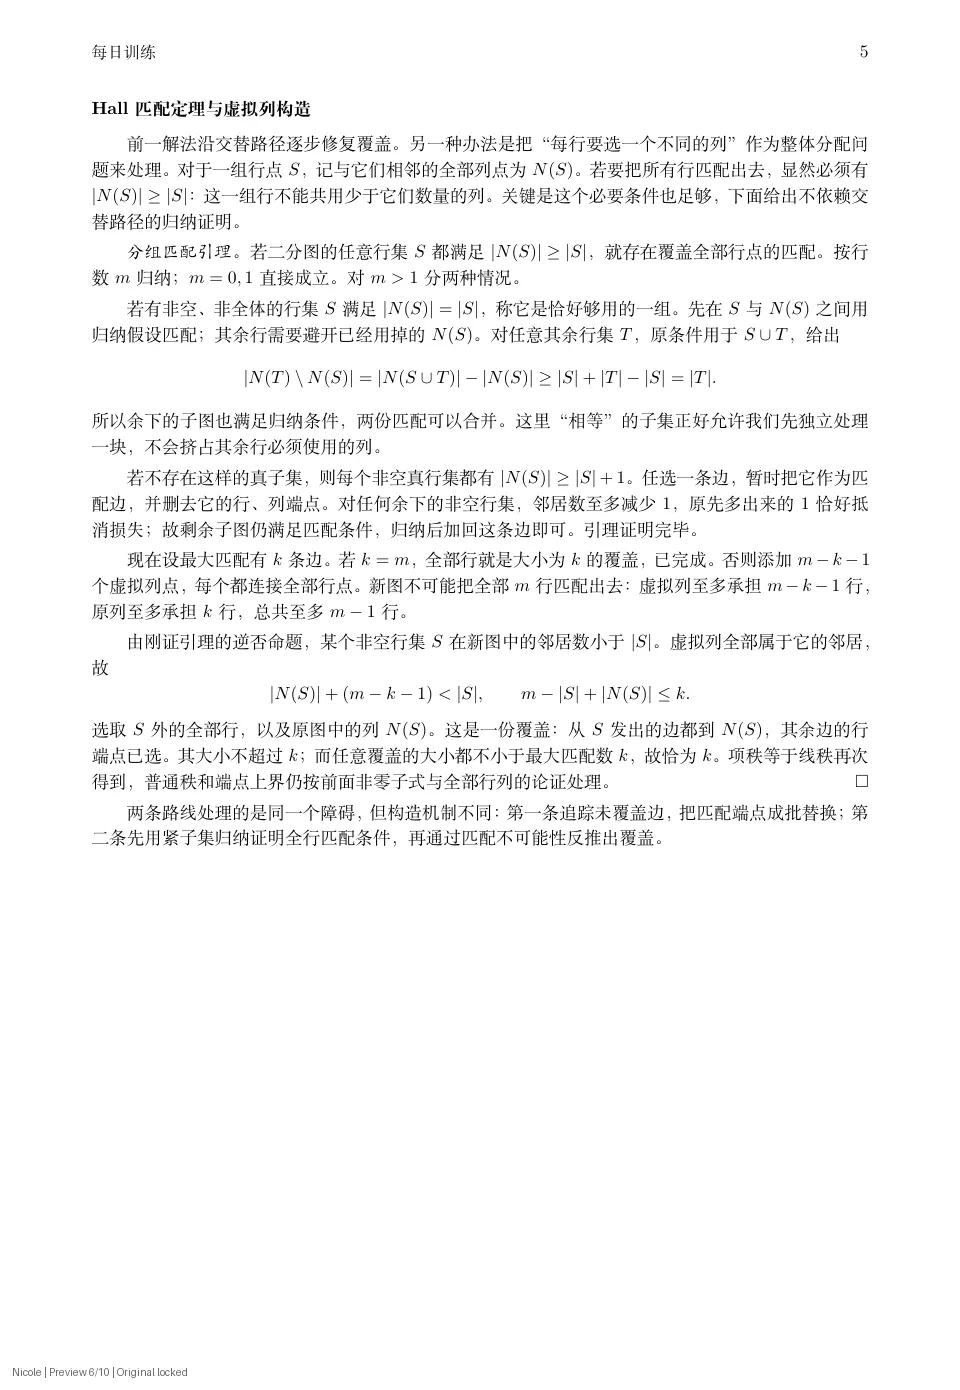 每日训练 5
Hall 匹配定理与虚拟列构造
前一解法沿交替路径逐步修复覆盖。另一种办法是把“每行要选一个不同的列”作为整体分配问
题来处理。对于一组行点 S，记与它们相邻的全部列点为 N(S)。若要把所有行匹配出去，显然必须有
|N(S)| ≥ |S|：这一组行不能共用少于它们数量的列。关键是这个必要条件也足够，下面给出不依赖交
替路径的归纳证明。
分组匹配引理。若二分图的任意行集 S 都满足 |N(S)| ≥ |S|，就存在覆盖全部行点的匹配。按行
数 m 归纳；m = 0, 1 直接成立。对 m > 1 分两种情况。
若有非空、非全体的行集 S 满足 |N(S)| = |S|，称它是恰好够用的一组。先在 S 与 N(S) 之间用
归纳假设匹配；其余行需要避开已经用掉的 N(S)。对任意其余行集 T，原条件用于 S ∪ T，给出
|N(T) \ N(S)| = |N(S ∪ T)| − |N(S)| ≥ |S| + |T| − |S| = |T|.
所以余下的子图也满足归纳条件，两份匹配可以合并。这里“相等”的子集正好允许我们先独立处理
一块，不会挤占其余行必须使用的列。
若不存在这样的真子集，则每个非空真行集都有 |N(S)| ≥ |S| + 1。任选一条边，暂时把它作为匹
配边，并删去它的行、列端点。对任何余下的非空行集，邻居数至多减少 1，原先多出来的 1 恰好抵
消损失；故剩余子图仍满足匹配条件，归纳后加回这条边即可。引理证明完毕。
现在设最大匹配有 k 条边。若 k = m，全部行就是大小为 k 的覆盖，已完成。否则添加 m − k − 1
个虚拟列点，每个都连接全部行点。新图不可能把全部 m 行匹配出去：虚拟列至多承担 m − k − 1 行，
原列至多承担 k 行，总共至多 m − 1 行。
由刚证引理的逆否命题，某个非空行集 S 在新图中的邻居数小于 |S|。虚拟列全部属于它的邻居，
故
|N(S)| + (m − k − 1) < |S|, m − |S| + |N(S)| ≤ k.
选取 S 外的全部行，以及原图中的列 N(S)。这是一份覆盖：从 S 发出的边都到 N(S)，其余边的行
端点已选。其大小不超过 k；而任意覆盖的大小都不小于最大匹配数 k，故恰为 k。项秩等于线秩再次
得到，普通秩和端点上界仍按前面非零子式与全部行列的论证处理。 □
两条路线处理的是同一个障碍，但构造机制不同：第一条追踪未覆盖边，把匹配端点成批替换；第
二条先用紧子集归纳证明全行匹配条件，再通过匹配不可能性反推出覆盖。
Nicole | Preview 6/10 | Original locked